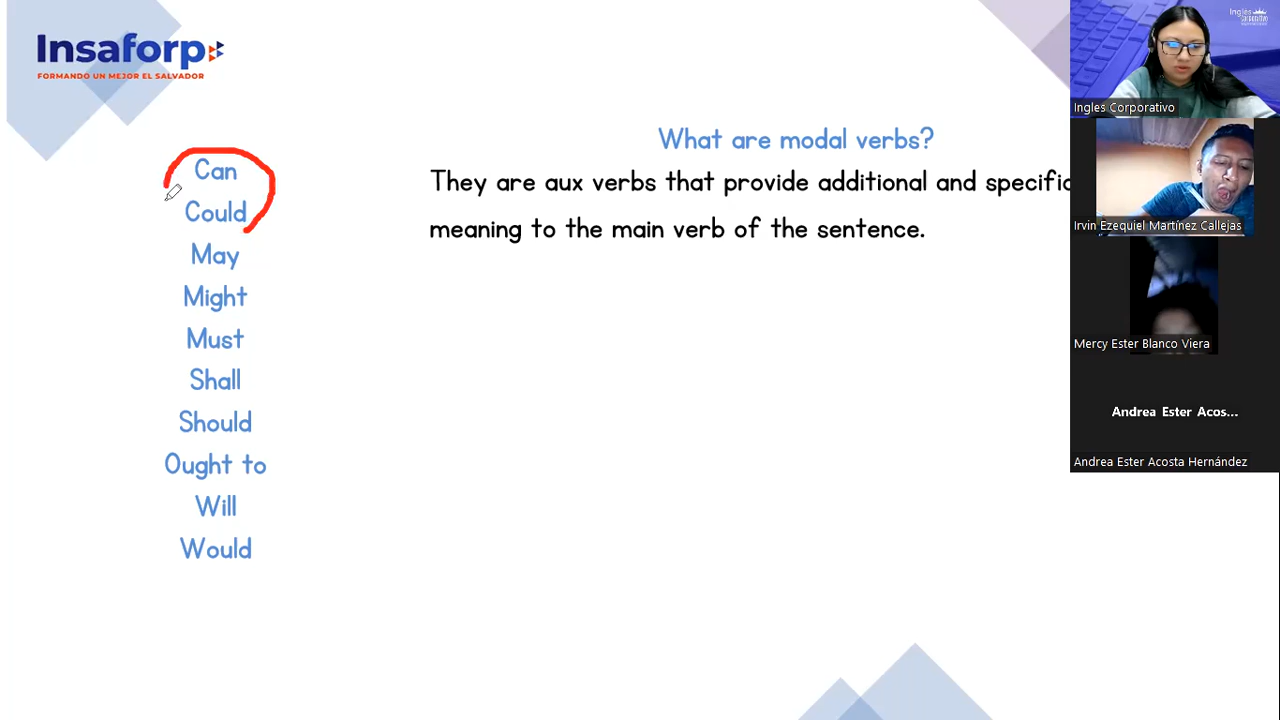 Insaforp
FORMANDO UN MEJOR EL SALVADOR
Can
Could
May
Might
Must
Shall
Should
Ought to
Will
Would
What are modal verbs?
They are aux verbs that provide additional and specific
meaning to the main verb of the sentence.
Ingles
Corporativo
Ingles Corporativo
Irvin Ezequiel Martínez Callejas
Mercy Ester Blanco Viera
Andrea Ester Acos...
Andrea Ester Acosta Hernández